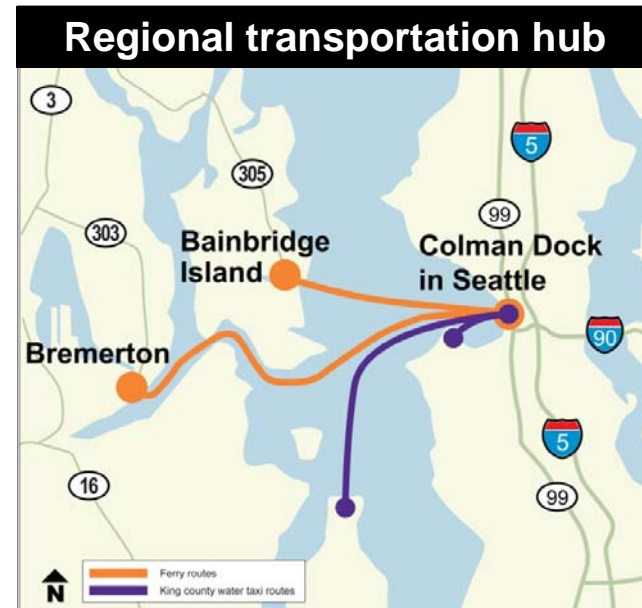 Regional transportation hub
3
5
305
99
303
Bainbridge
Island
Colman Dock
in Seattle
90
Bremerton
5
16
99
N
Ferry routes
King county water taxi routes